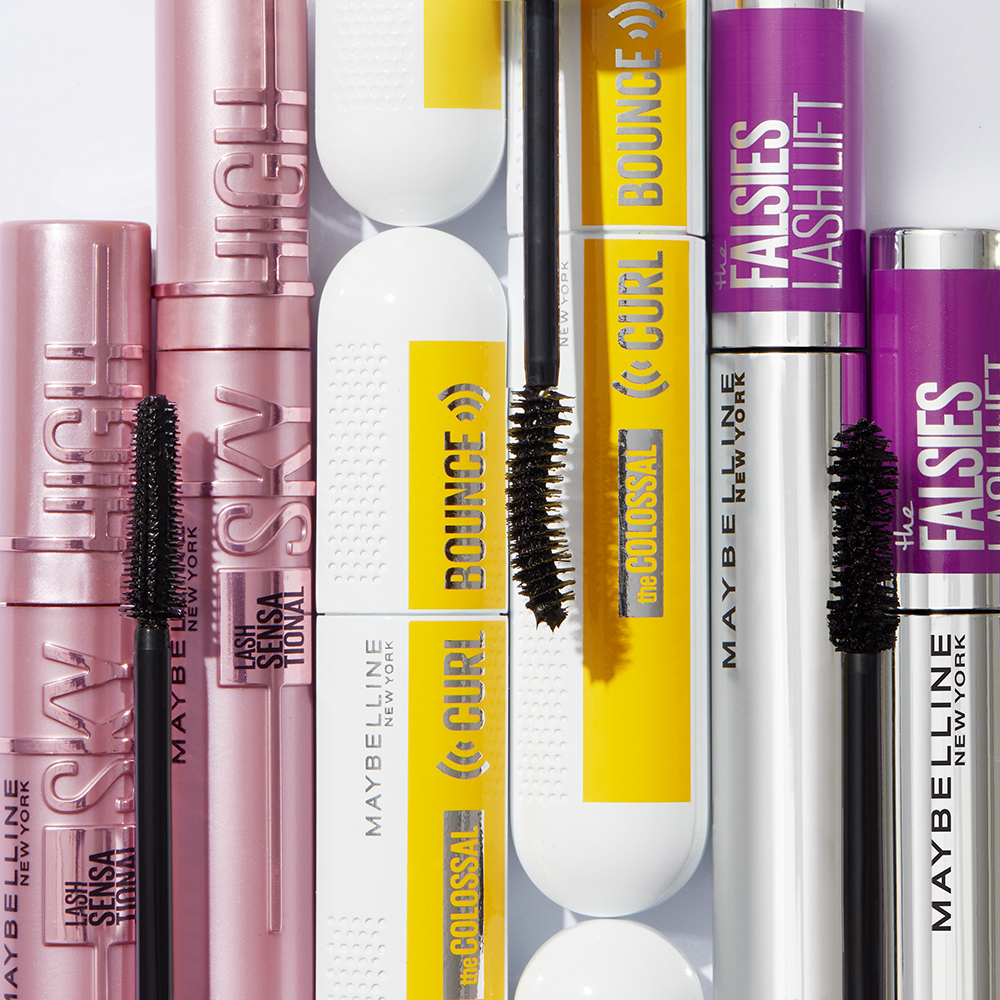 SKY HIGH
LASH
SENSA
TIONAL
MAYBELLINE
NEW YORK
SKY HIGH
LASH
SENSA
TIONAL
MAYBELLINE
NEW YORK
the COLOSSAL
CURL BOUNCE
MAYBELLINE
NEW YORK
the COLOSSAL
CURL BOUNCE
NEW YORK
the
FALSIES
LASH LIFT
MAYBELLINE
NEW YORK
the
FALSIES
LASH LIFT
MAYBELLINE
NEW YORK